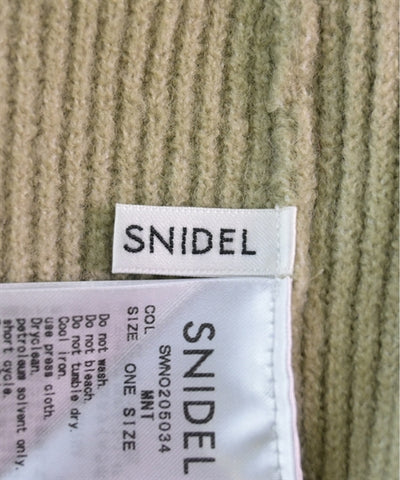 SNIDEL
SNIDEL
SWNO205034
COL MNT
SIZE ONE SIZE
Do not wash.
Do not bleach.
Do not tumble dry.
Cool iron.
use press cloth.
Dryclean.
petroleum solvent only.
short cycle.